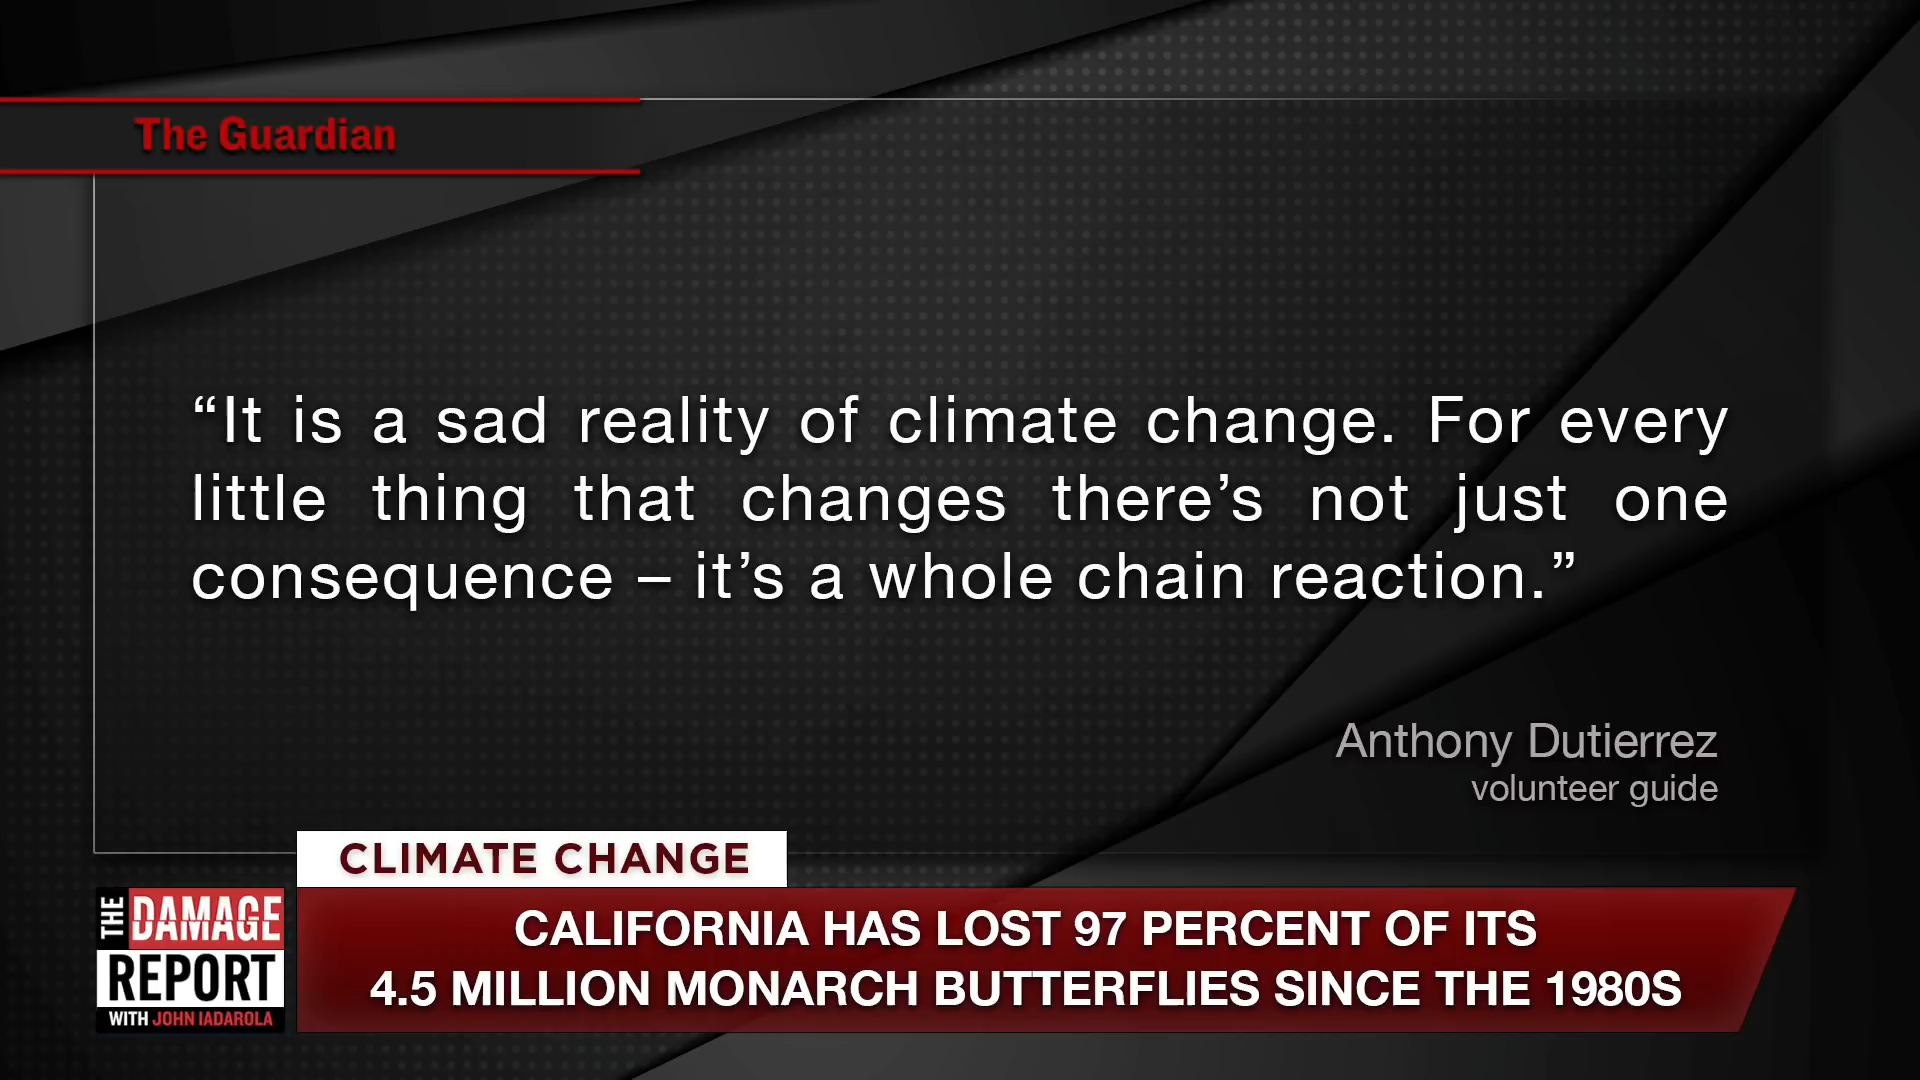 The Guardian
“It is a sad reality of climate change. For every
little thing that changes there’s not just one
consequence – it’s a whole chain reaction.”
Anthony Dutierrez
volunteer guide
CLIMATE CHANGE
CALIFORNIA HAS LOST 97 PERCENT OF ITS
4.5 MILLION MONARCH BUTTERFLIES SINCE THE 1980S
THE DAMAGE
REPORT
WITH JOHN IADAROLA